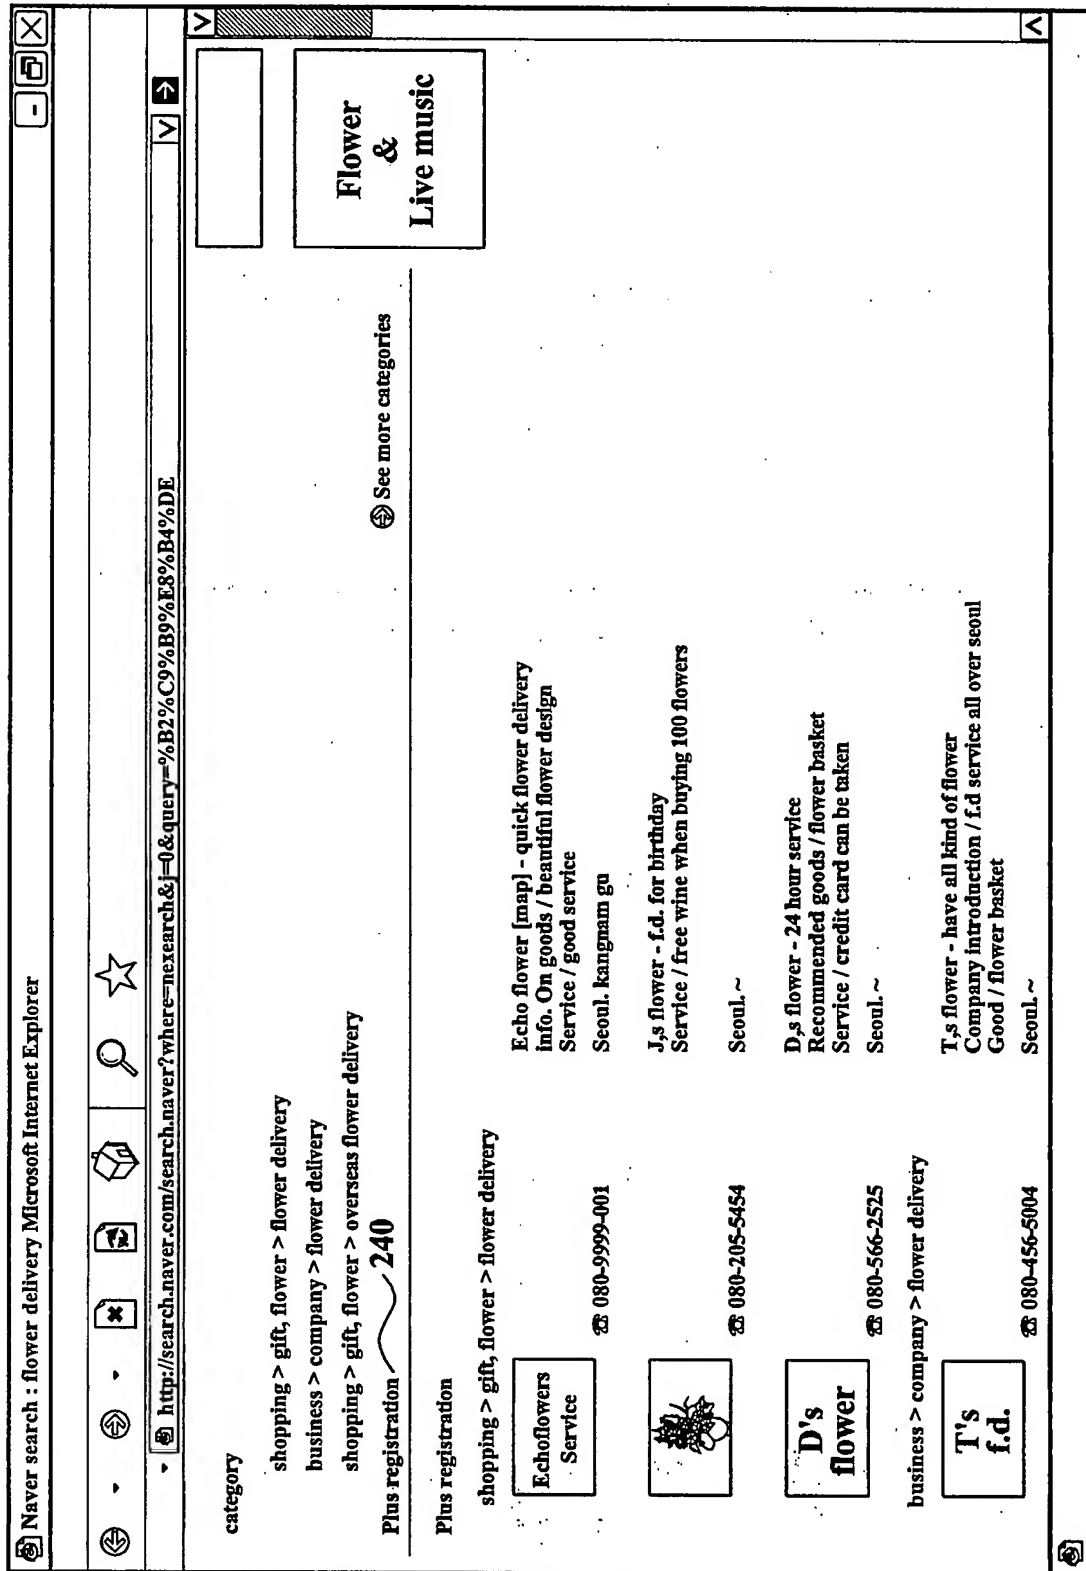 Naver search : flower delivery Microsoft Internet Explorer
http://search.naver.com/search.naver?where=nexearch&j=0&query=%B2%C9%B9%E8%B4%DE
category
shopping > gift, flower > flower delivery
business > company > flower delivery
shopping > gift, flower > overseas flower delivery
Plus registration
240
See more categories
Flower
&
Live music
Plus registration
shopping > gift, flower > flower delivery
Echoflowers
Service
Echo flower [map] - quick flower delivery
info. On goods / beautiful flower design
Service / good service
080-9999-001
Seoul. kangnam gu
J,s flower - f.d. for birthday
Service / free wine when buying 100 flowers
080-205-5454
Seoul. ~
D's
flower
D,s flower - 24 hour service
Recommended goods / flower basket
Service / credit card can be taken
080-566-2525
Seoul. ~
business > company > flower delivery
T's
f.d.
T,s flower - have all kind of flower
Company introduction / f.d service all over seoul
Good / flower basket
080-456-5004
Seoul. ~